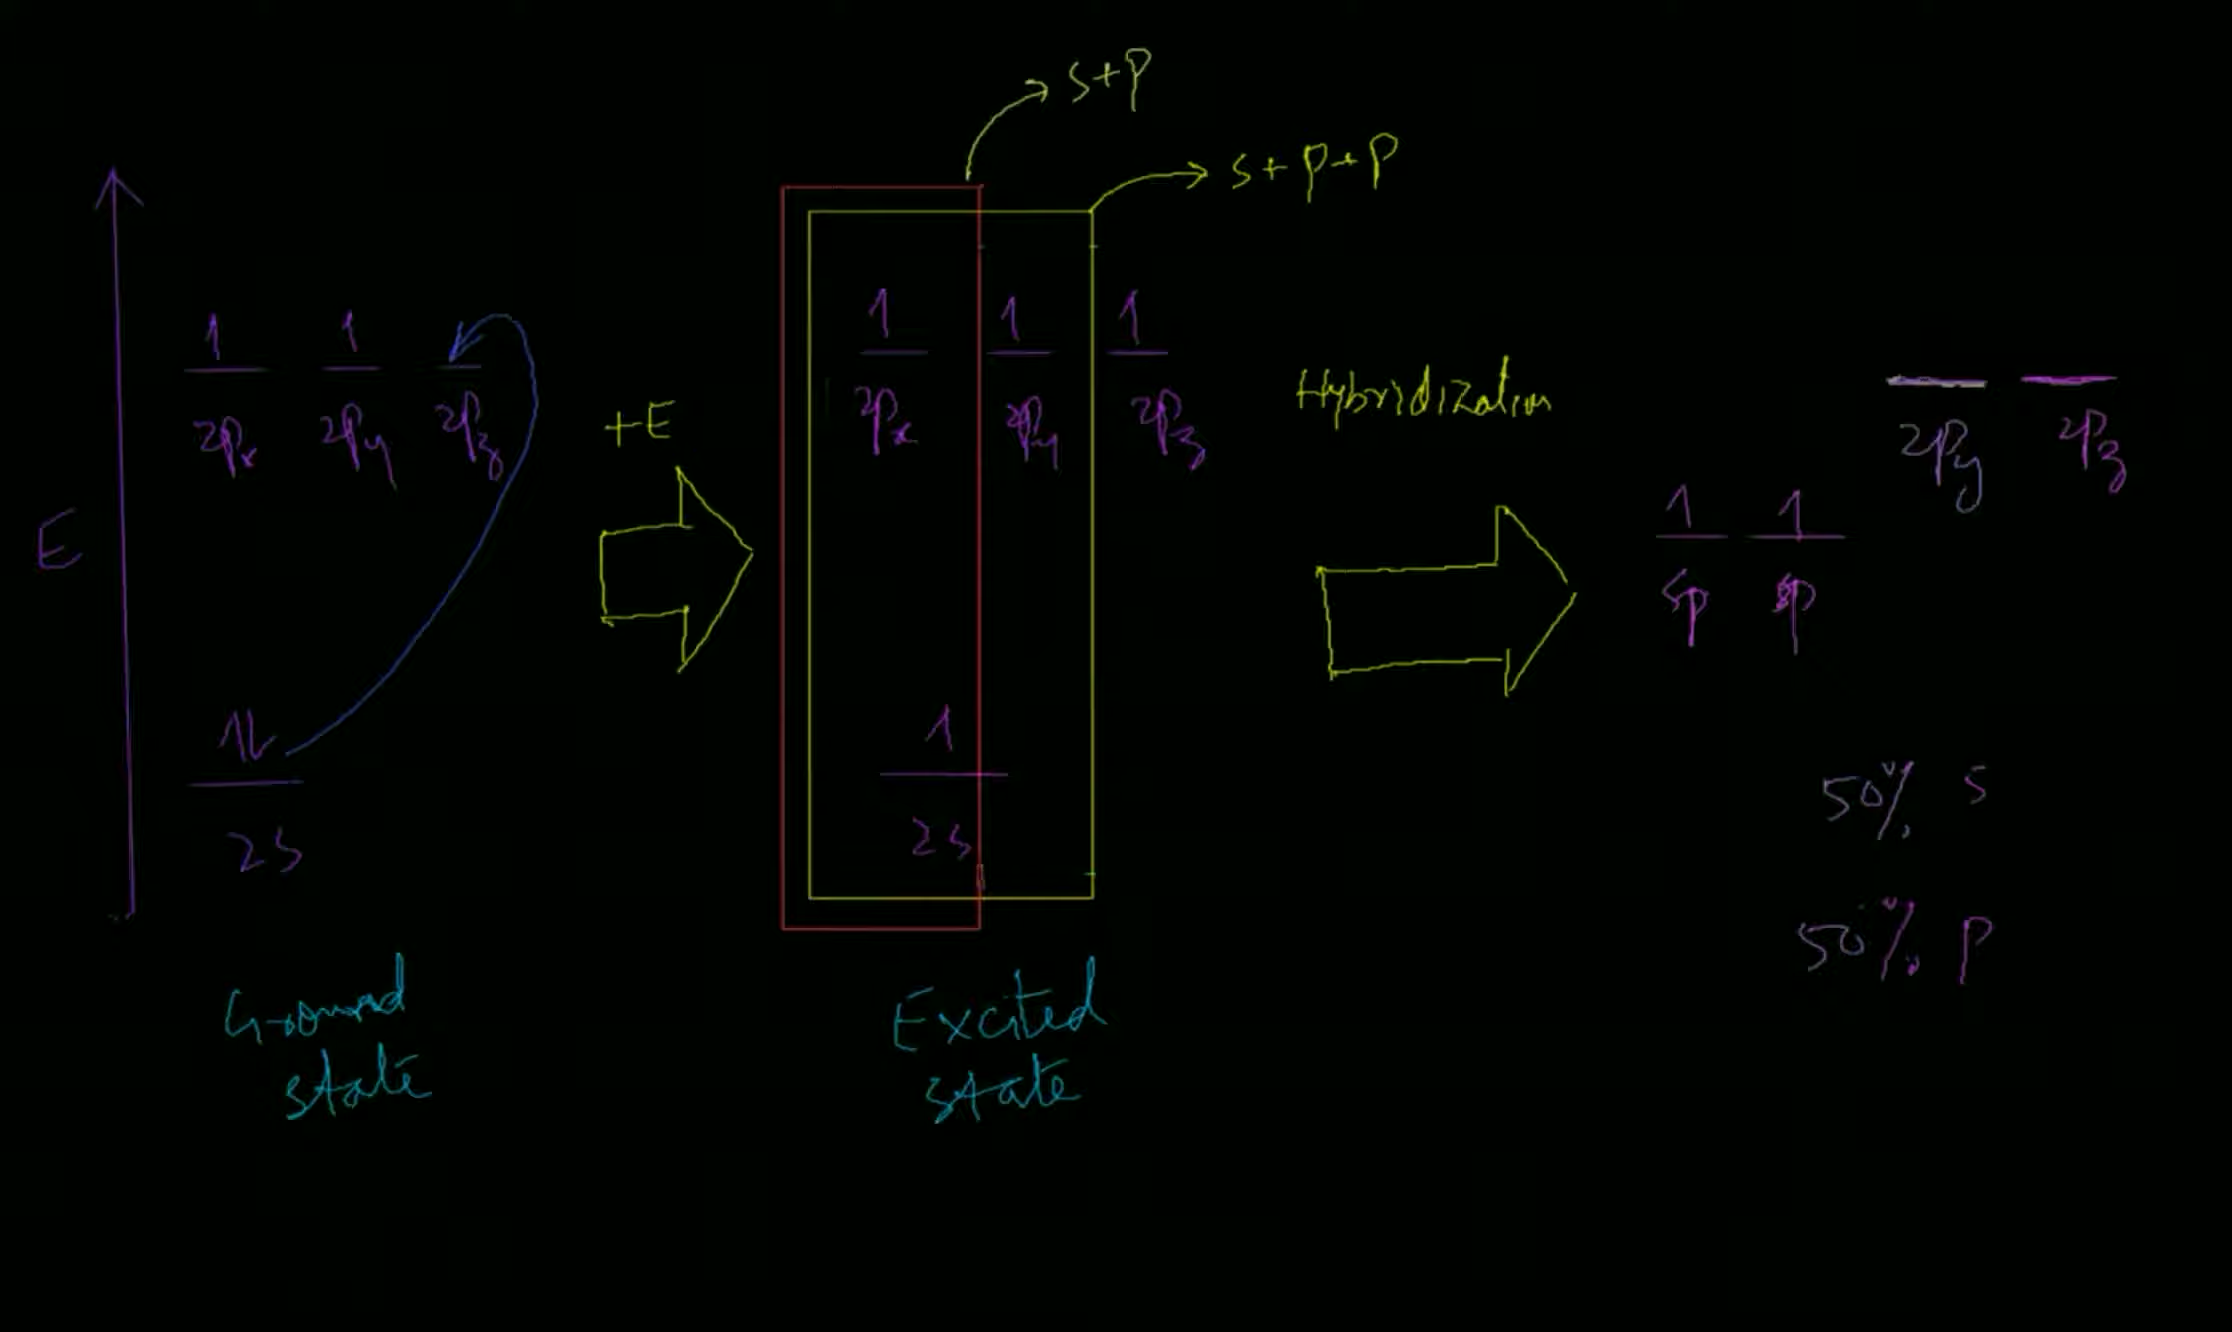 s+p
s+p+p
1 1
2Px 2Py 2Pz
E
1⇂
2s
Ground
state
+E
1 1 1
2Px 2Py 2Pz
1
2s
Excited
state
Hybridization
2Py 2Pz
1 1
sp sp
50% s
50% p